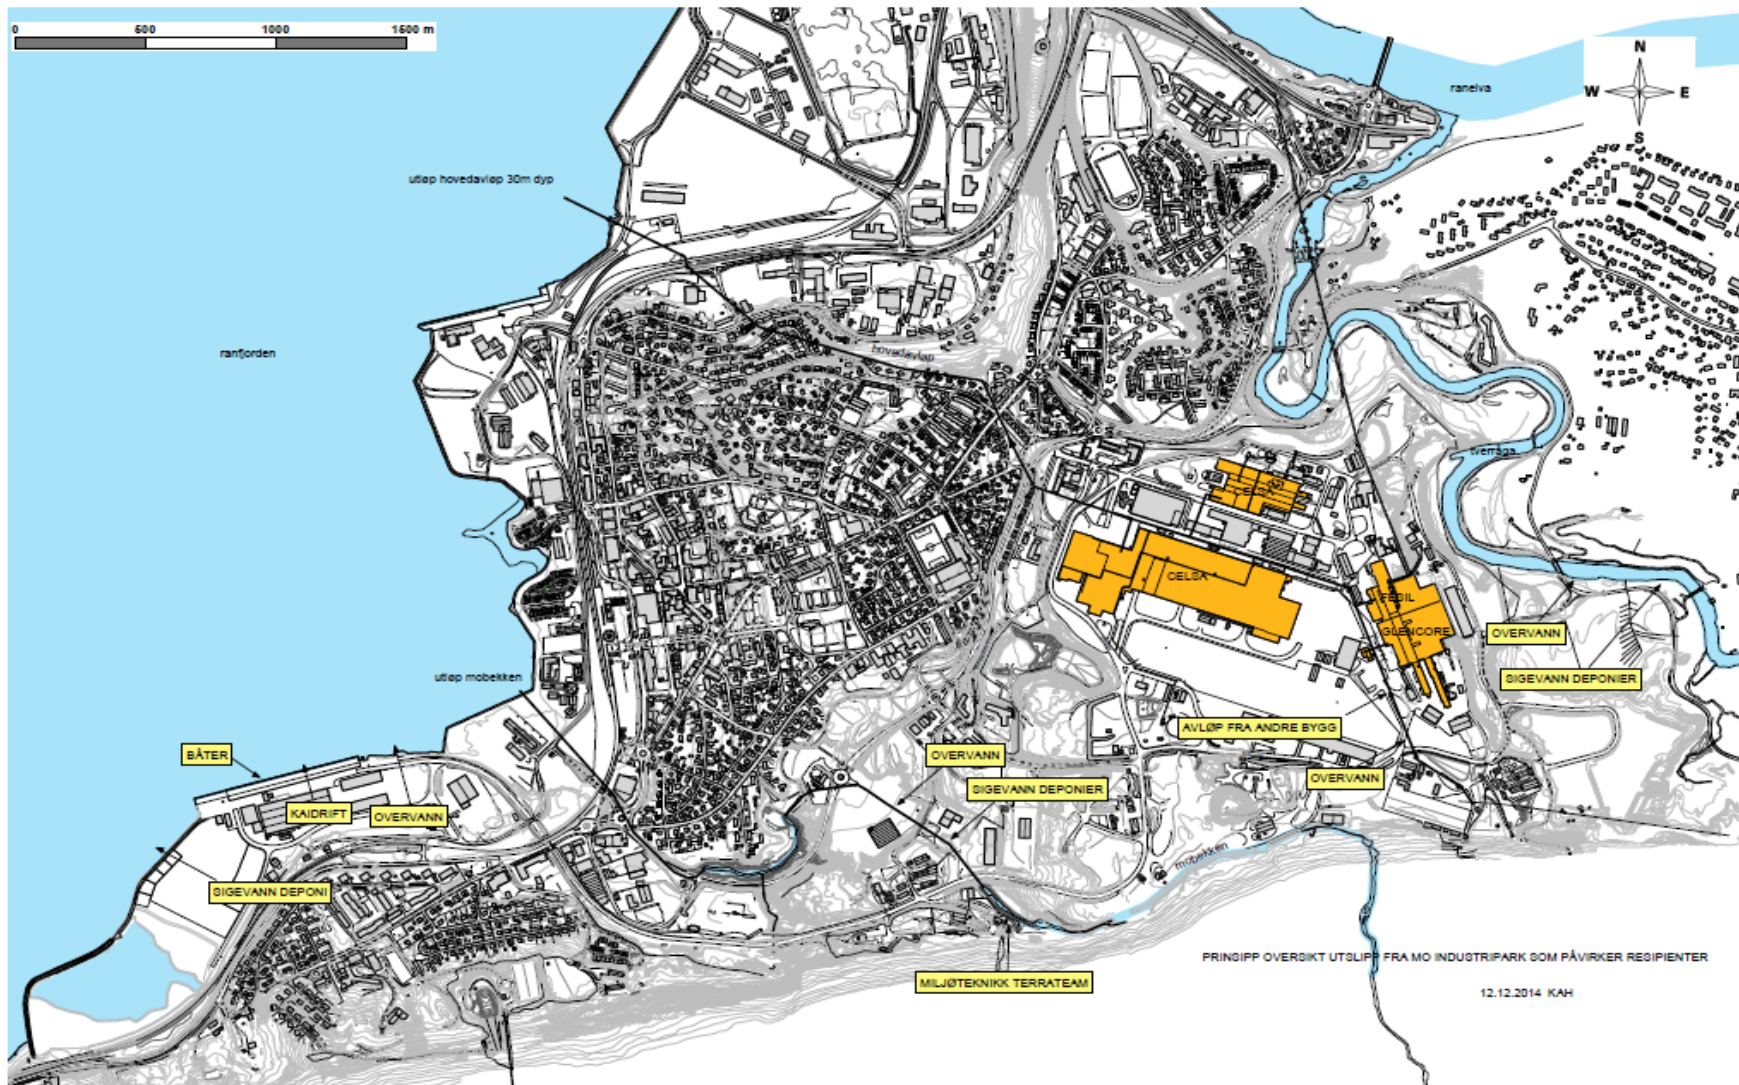 0 500 1000 1500 m
N
W E
S
ranelva
utløp hovedavløp 30m dyp
ranfjorden
hovedavløp
tverråga
CELSA
CELSA
FESIL
GLENCORE
OVERVANN
SIGEVANN DEPONIER
utløp mobekken
AVLØP FRA ANDRE BYGG
BÅTER
OVERVANN
OVERVANN
SIGEVANN DEPONIER
KAIDRIFT
OVERVANN
mobekken
SIGEVANN DEPONI
PRINSIPP OVERSIKT UTSLIPP FRA MO INDUSTRIPARK SOM PÅVIRKER RESIPIENTER
MILJØTEKNIKK TERRATEAM
12.12.2014 KAH